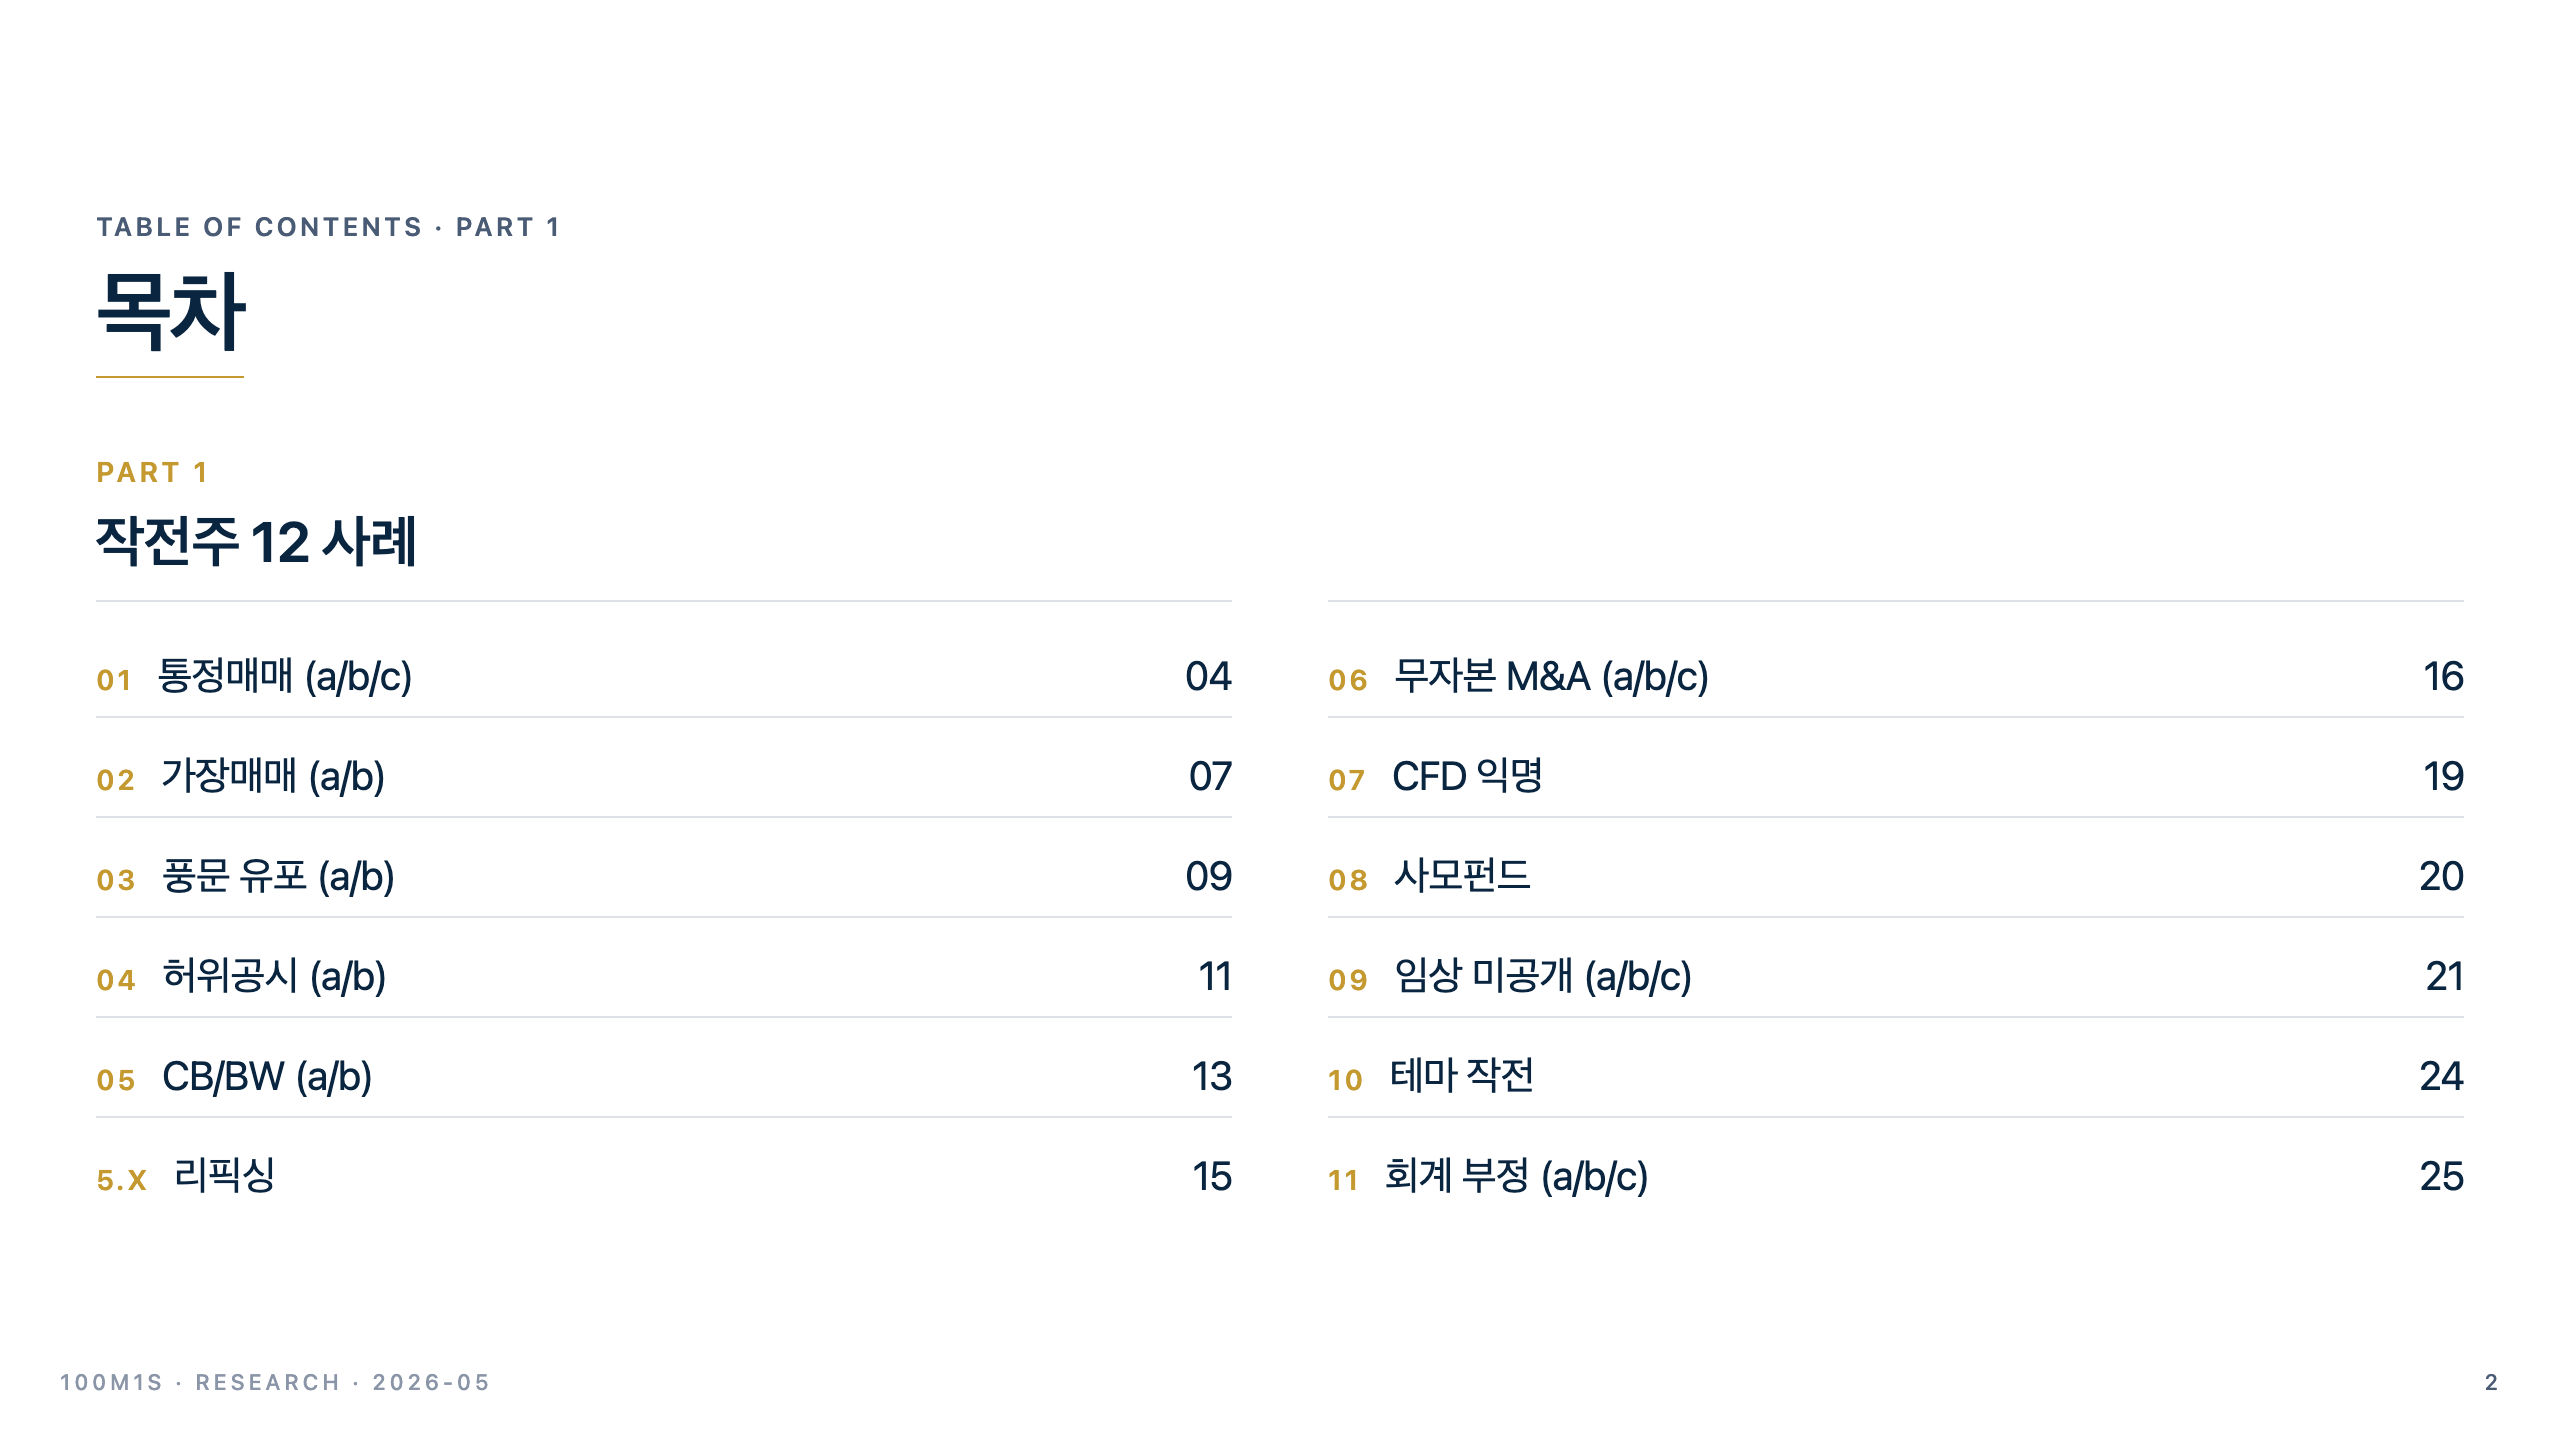 TABLE OF CONTENTS · PART 1
목차
PART 1
작전주 12 사례
01 통정매매 (a/b/c) 04
02 가장매매 (a/b) 07
03 풍문 유포 (a/b) 09
04 허위공시 (a/b) 11
05 CB/BW (a/b) 13
5.X 리픽싱 15
06 무자본 M&A (a/b/c) 16
07 CFD 익명 19
08 사모펀드 20
09 임상 미공개 (a/b/c) 21
10 테마 작전 24
11 회계 부정 (a/b/c) 25
100M1S · RESEARCH · 2026-05
2